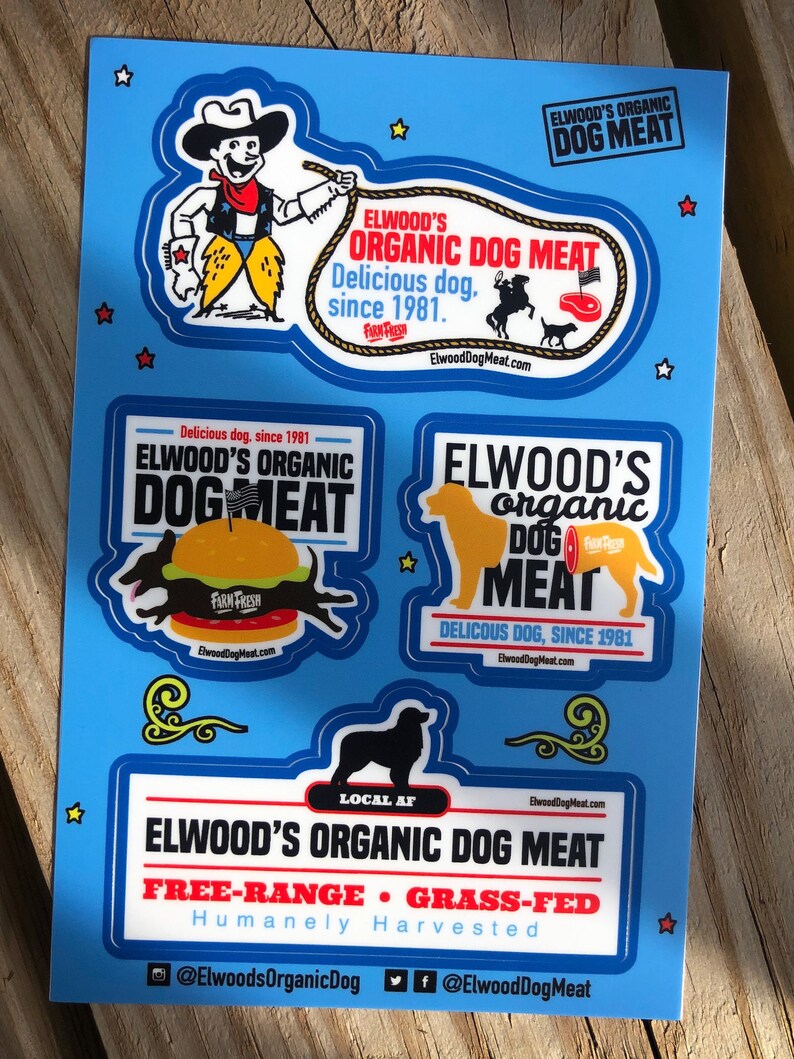 ELWOOD'S ORGANIC
DOG MEAT
ELWOOD'S
ORGANIC DOG MEAT
Delicious dog,
since 1981.
FARM FRESH
ElwoodDogMeat.com
Delicious dog, since 1981
ELWOOD'S ORGANIC
DOG MEAT
FARM FRESH
ElwoodDogMeat.com
ELWOOD'S
organic
DOG
FARM FRESH
MEAT
DELICOUS DOG, SINCE 1981
ElwoodDogMeat.com
LOCAL AF
ElwoodDogMeat.com
ELWOOD'S ORGANIC DOG MEAT
FREE-RANGE • GRASS-FED
Humanely Harvested
@ElwoodsOrganicDog @ElwoodDogMeat